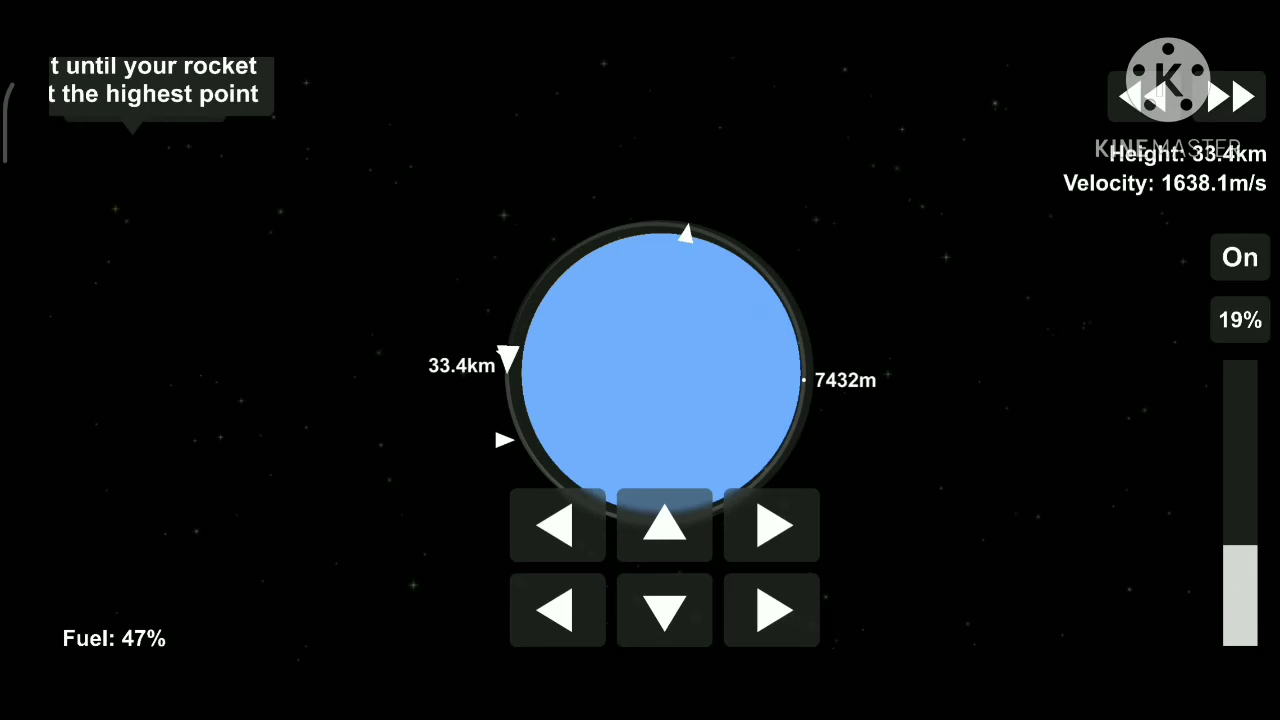 t until your rocket
t the highest point
K
KINEMASTER
Height: 33.4km
Velocity: 1638.1m/s
On
19%
33.4km
7432m
Fuel: 47%